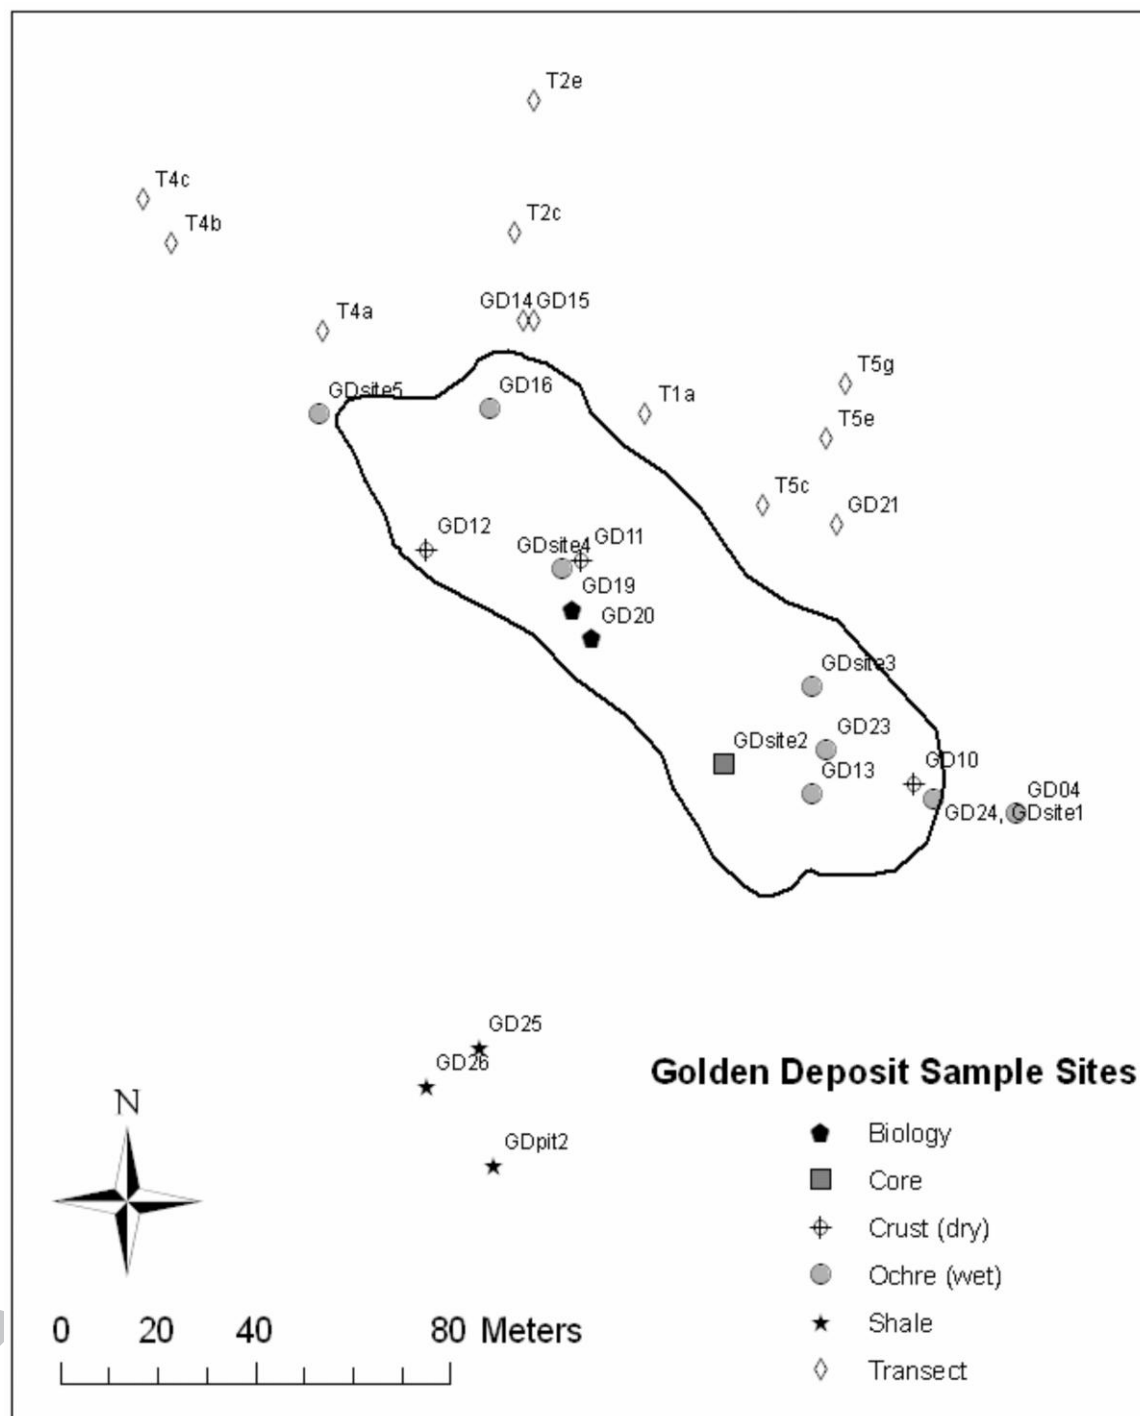 T2e
T4c
T4b
T2c
GD14 GD15
T4a
T5g
GDsite5
GD16
T1a
T5e
T5c
GD21
GD12
GDsite4
GD11
GD19
GD20
GDsite3
GD23
GDsite2
GD10
GD13
GD04
GD24, GDsite1
GD25
GD26
GDpit2
Golden Deposit Sample Sites
Biology
Core
Crust (dry)
Ochre (wet)
Shale
Transect
N
0 20 40 80 Meters